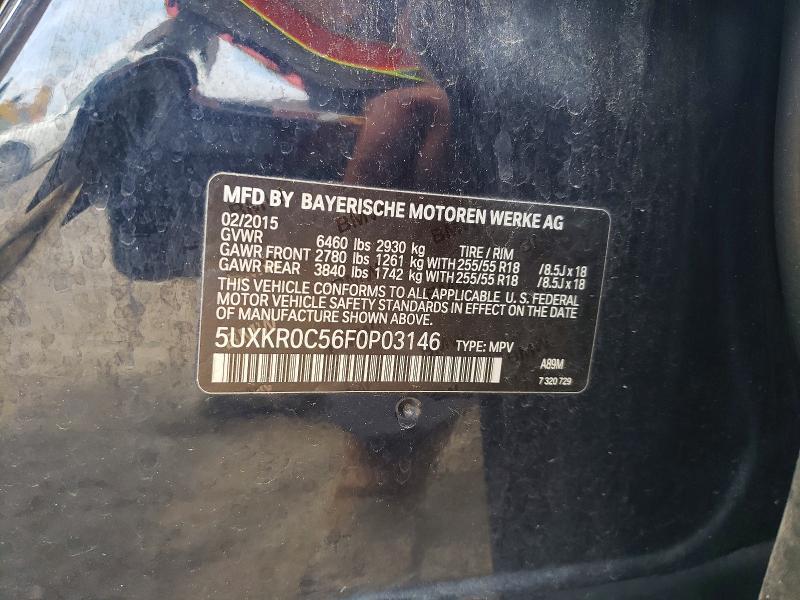 MFD BY BAYERISCHE MOTOREN WERKE AG
02/2015
GVWR 6460 lbs 2930 kg TIRE / RIM
GAWR FRONT 2780 lbs 1261 kg WITH 255/55 R18 /8.5J x 18
GAWR REAR 3840 lbs 1742 kg WITH 255/55 R18 /8.5J x 18
THIS VEHICLE CONFORMS TO ALL APPLICABLE U. S. FEDERAL
MOTOR VEHICLE SAFETY STANDARDS IN EFFECT ON THE DATE
OF MANUFACTURE SHOWN ABOVE.
5UXKR0C56F0P03146 TYPE: MPV
A89M
7 320 729